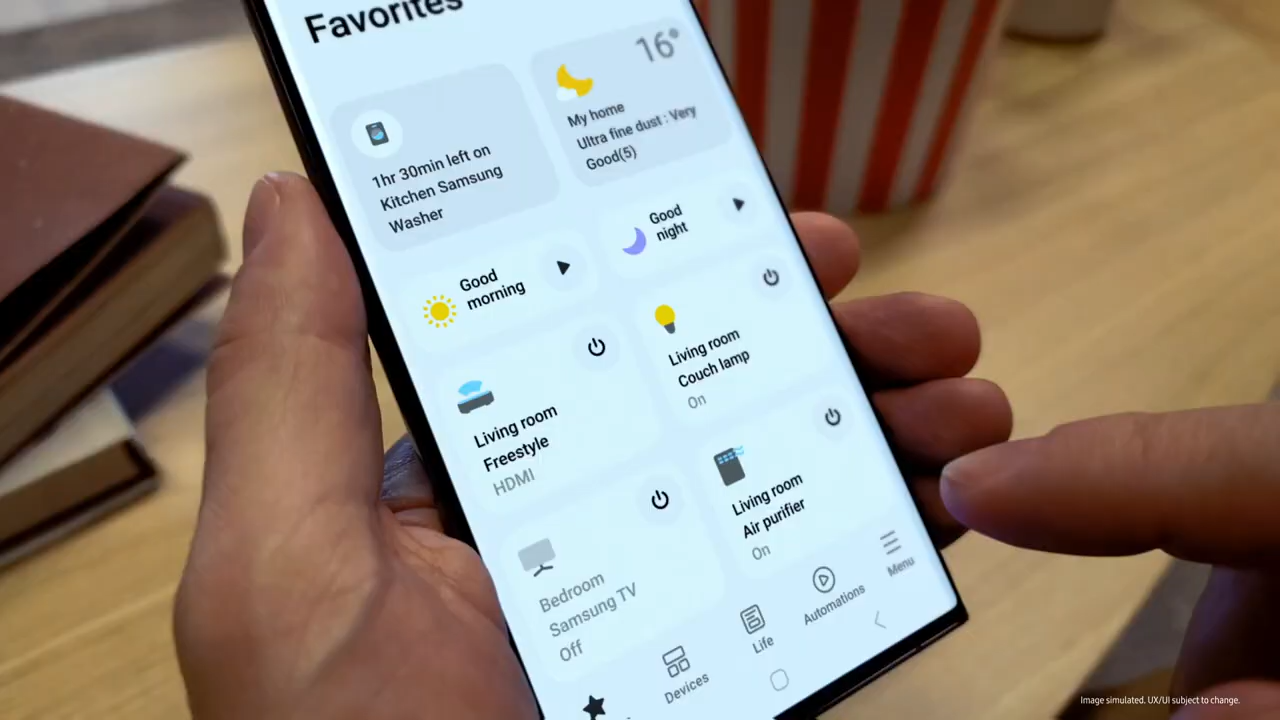 Favorites
1hr 30min left on
Kitchen Samsung
Washer
16°
My home
Ultra fine dust : Very
Good(5)
Good
morning
Good
night
Living room
Freestyle
HDMI
Living room
Couch lamp
On
Bedroom
Samsung TV
Off
Living room
Air purifier
On
Devices
Life
Automations
Menu
Image simulated. UX/UI subject to change.